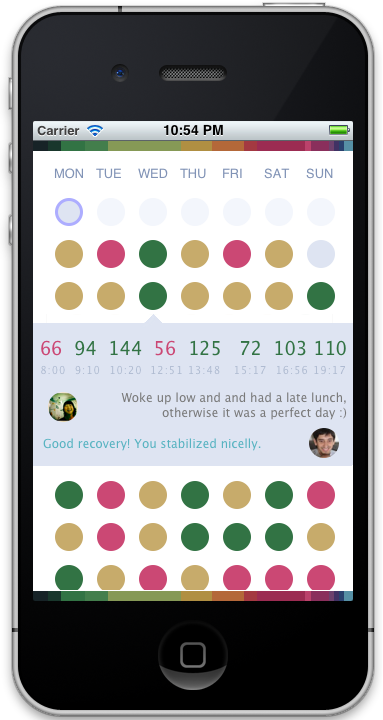 Carrier 10:54 PM
MON TUE WED THU FRI SAT SUN
66 94 144 56 125 72 103 110
8:00 9:10 10:20 12:51 13:48 15:17 16:56 19:17
Woke up low and and had a late lunch,
otherwise it was a perfect day :)
Good recovery! You stabilized nicelly.